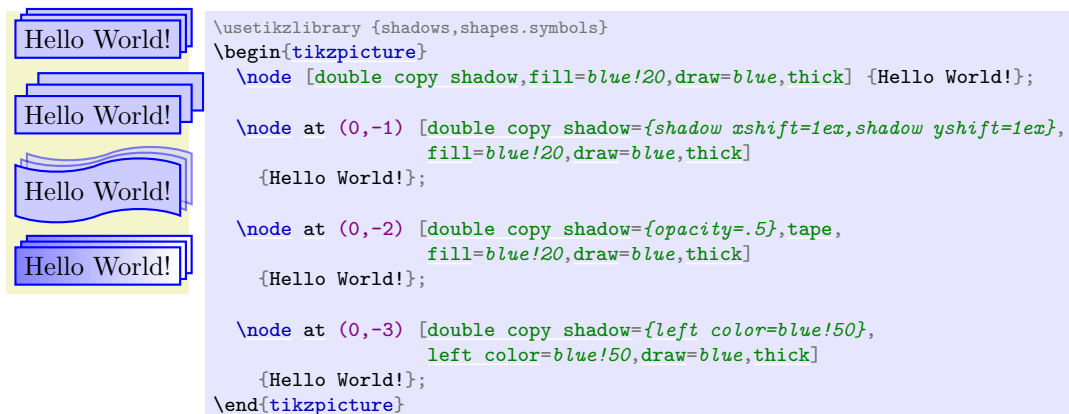 Hello World!
Hello World!
Hello World!
Hello World!
\usetikzlibrary {shadows,shapes.symbols}
\begin{tikzpicture}
  \node [double copy shadow,fill=blue!20,draw=blue,thick] {Hello World!};

  \node at (0,-1) [double copy shadow={shadow xshift=1ex,shadow yshift=1ex},
                   fill=blue!20,draw=blue,thick]
    {Hello World!};

  \node at (0,-2) [double copy shadow={opacity=.5},tape,
                   fill=blue!20,draw=blue,thick]
    {Hello World!};

  \node at (0,-3) [double copy shadow={left color=blue!50},
                   left color=blue!50,draw=blue,thick]
    {Hello World!};
\end{tikzpicture}